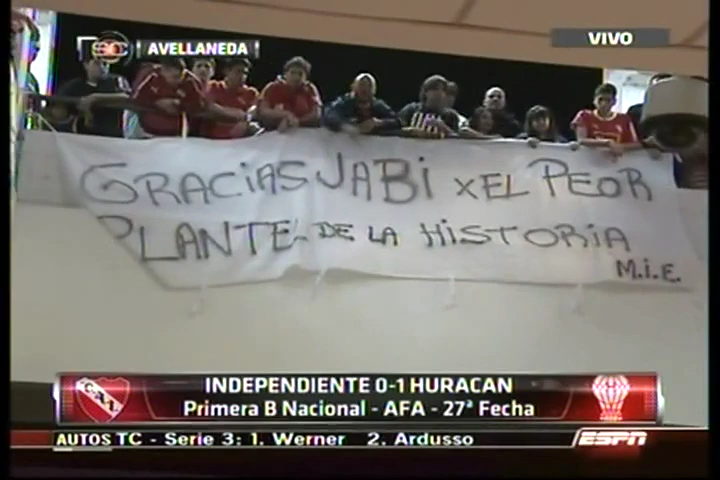 AVELLANEDA
VIVO
GRACIAS JABI x EL PEOR
PLANTEL DE LA HISTORIA
M.I.E.
INDEPENDIENTE 0-1 HURACAN
Primera B Nacional - AFA - 27ª Fecha
AUTOS TC - Serie 3: 1. Werner 2. Ardusso
ESPN